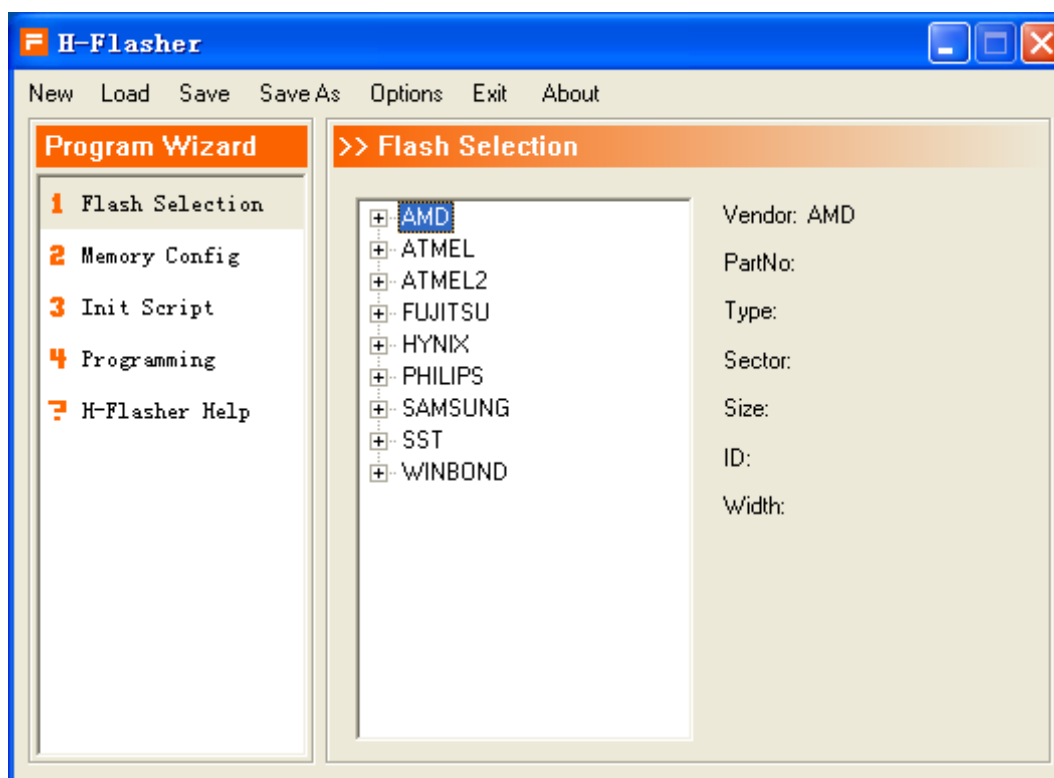 H-Flasher
New Load Save Save As Options Exit About
Program Wizard
1 Flash Selection
2 Memory Config
3 Init Script
4 Programming
? H-Flasher Help
>> Flash Selection
AMD
ATMEL
ATMEL2
FUJITSU
HYNIX
PHILIPS
SAMSUNG
SST
WINBOND
Vendor: AMD
PartNo:
Type:
Sector:
Size:
ID:
Width: